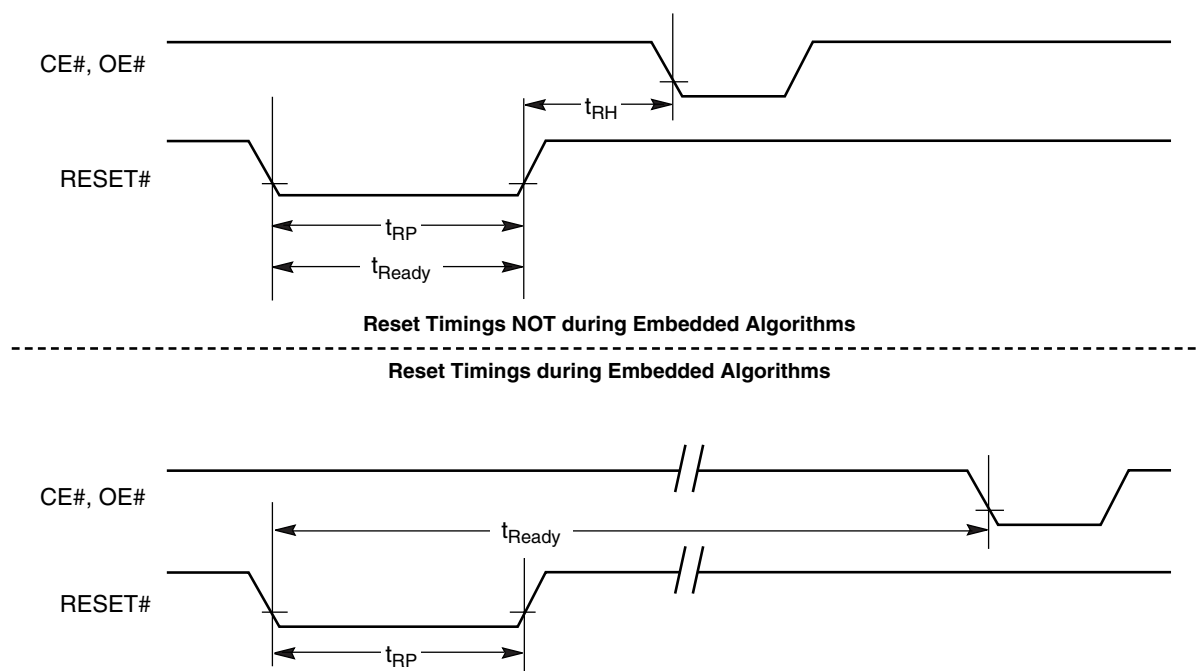 CE#, OE#
tRH
RESET#
tRP
tReady
Reset Timings NOT during Embedded Algorithms
Reset Timings during Embedded Algorithms
CE#, OE#
tReady
RESET#
tRP